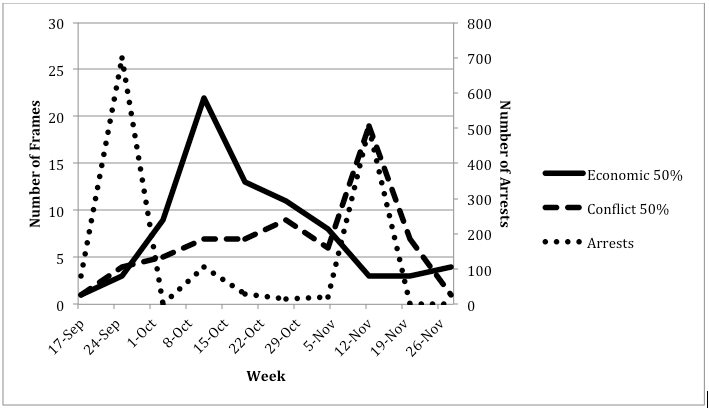 30
25
20
15
10
5
0
Number of Frames
800
700
600
500
400
300
200
100
0
Number of Arrests
17-Sep
24-Sep
1-Oct
8-Oct
15-Oct
22-Oct
29-Oct
5-Nov
12-Nov
19-Nov
26-Nov
Week
Economic 50%
Conflict 50%
Arrests